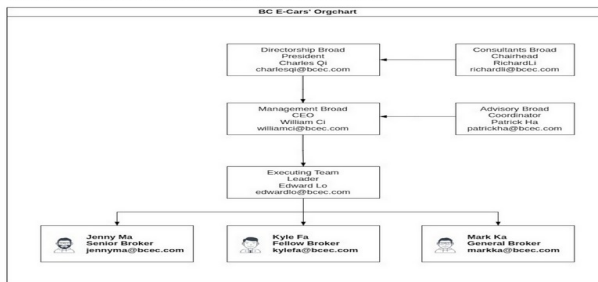 BC E-Cars' Orgchart
Directorship Broad
President
Charles Qi
charlesqi@bcec.com
Consultants Broad
Chairhead
RichardLi
richardli@bcec.com
Management Broad
CEO
William Ci
williamci@bcec.com
Advisory Broad
Coordinator
Patrick Ha
patrickha@bcec.com
Executing Team
Leader
Edward Lo
edwardlo@bcec.com
Jenny Ma
Senior Broker
jennyma@bcec.com
Kyle Fa
Fellow Broker
kylefa@bcec.com
Mark Ka
General Broker
markka@bcec.com